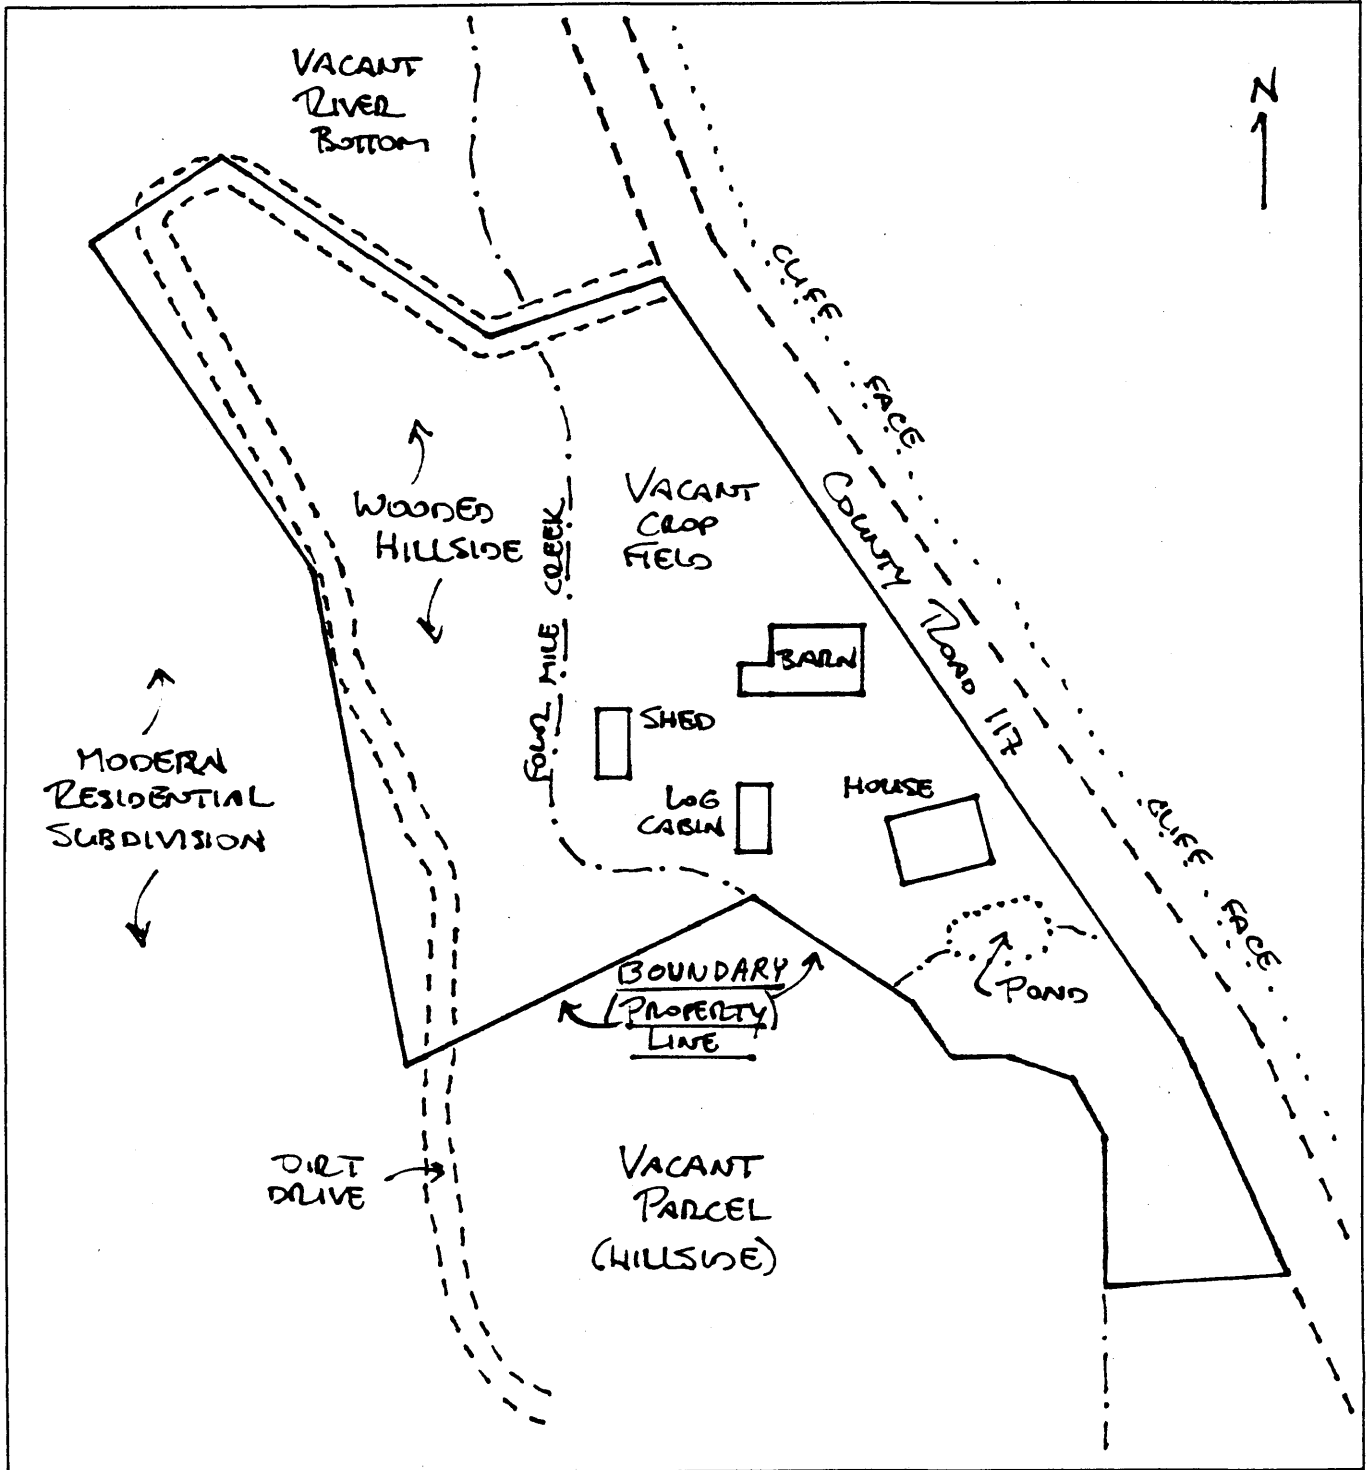 VACANT
RIVER
BOTTOM
N
CLIFF FACE
WOODED
HILLSIDE
VACANT
CROP
FIELD
COUNTY ROAD 117
FOUR MILE CREEK
BARN
SHED
MODERN
RESIDENTIAL
SUBDIVISION
LOG
CABIN
HOUSE
CLIFF FACE
BOUNDARY
(PROPERTY)
LINE
POND
DIRT
DRIVE
VACANT
PARCEL
(HILLSIDE)